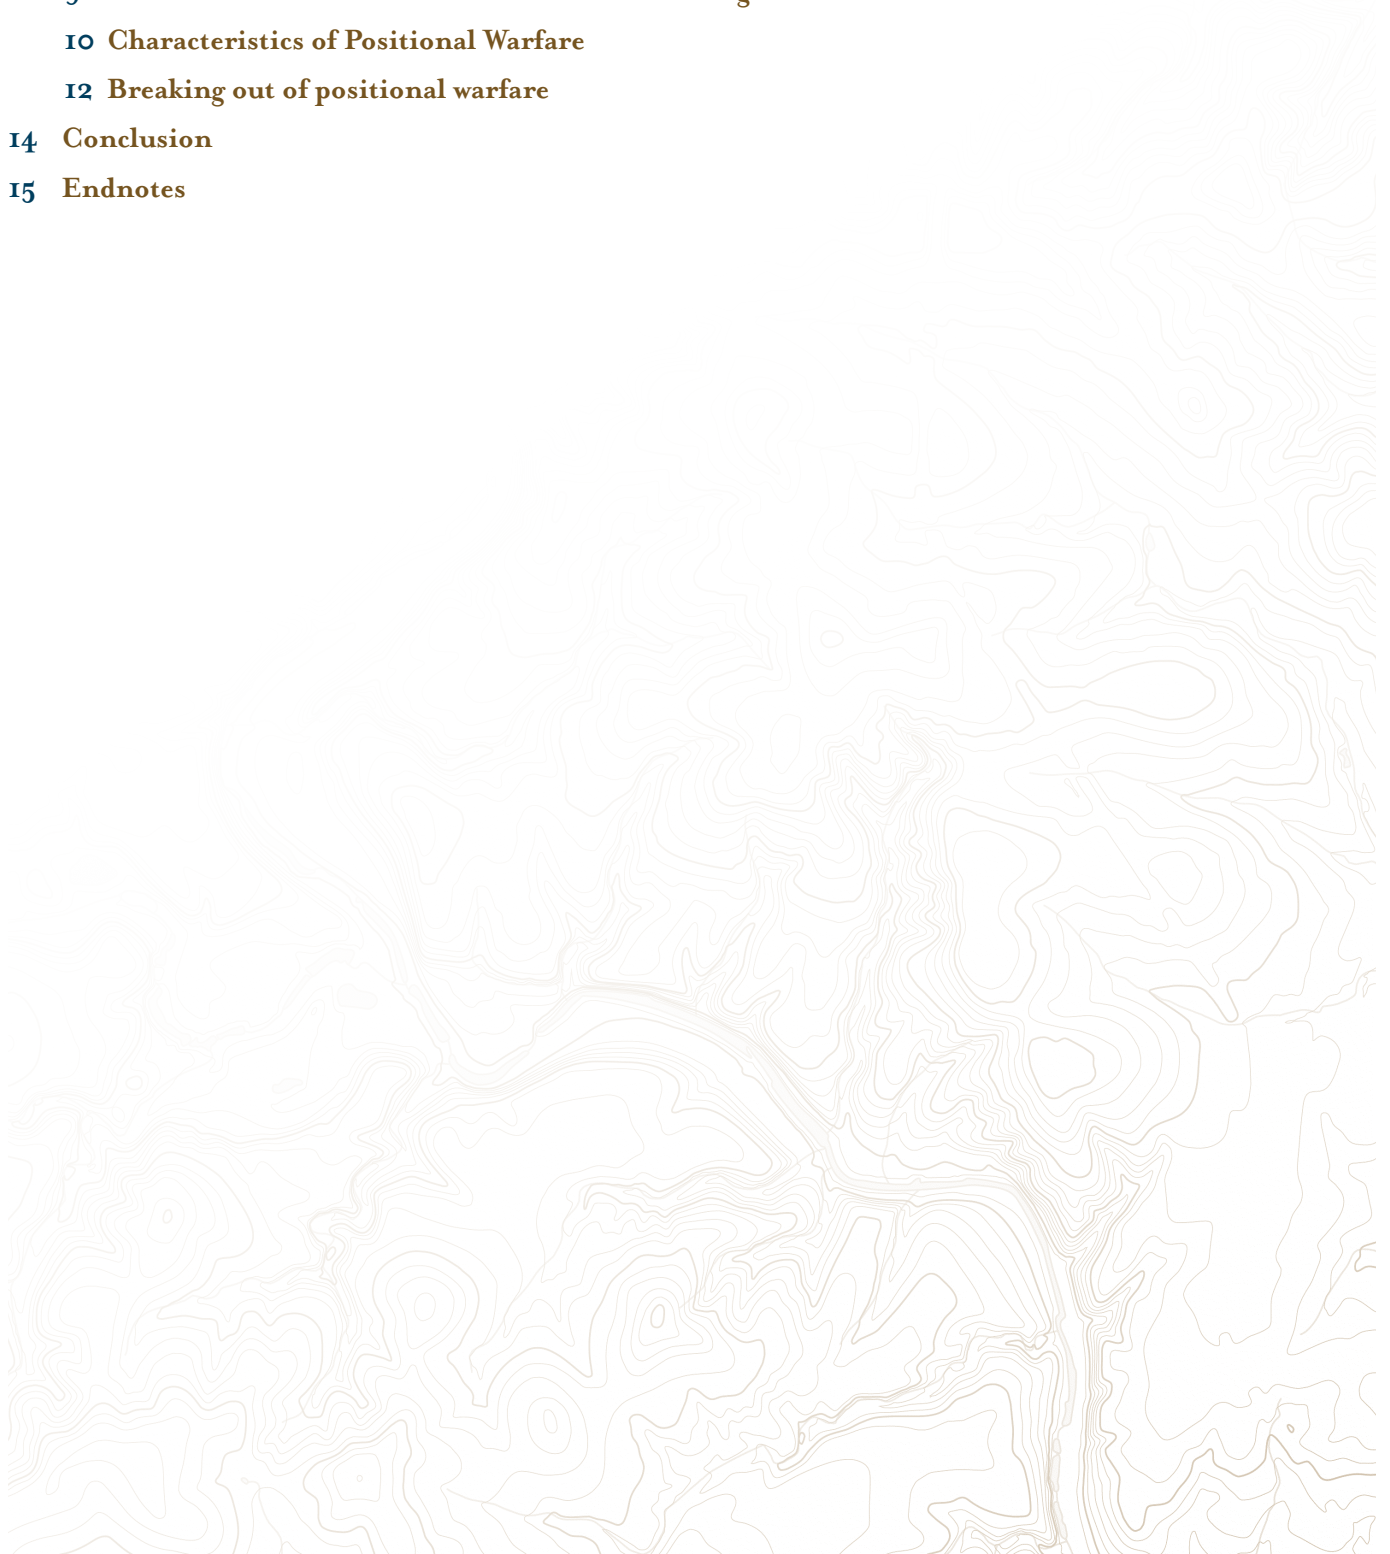 10 Characteristics of Positional Warfare
12 Breaking out of positional warfare
14 Conclusion
15 Endnotes